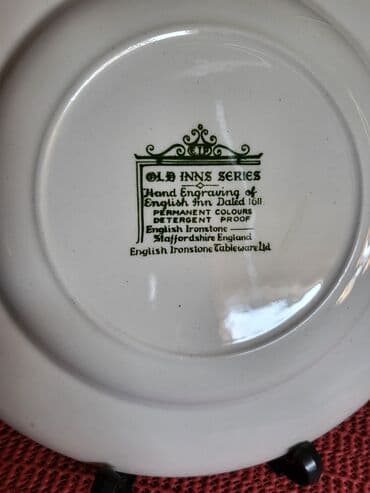 EIT
OLD INNS SERIES
Hand Engraving of
English Inn Dated 1611.
PERMANENT COLOURS
DETERGENT PROOF
English Ironstone
Staffordshire England
English Ironstone Tableware Ltd